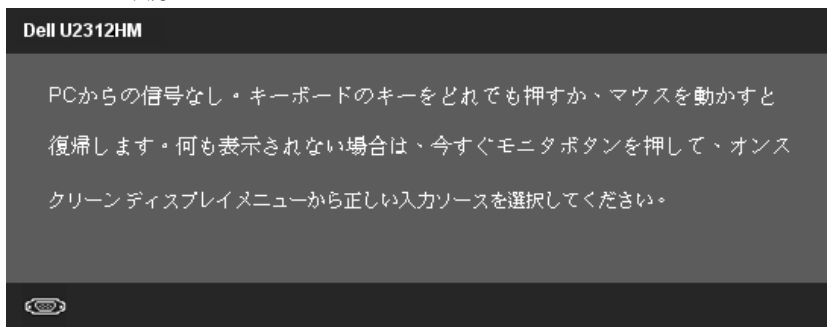 Dell U2312HM
PCからの信号なし。キーボードのキーをどれでも押すか、マウスを動かすと
復帰します。何も表示されない場合は、今すぐモニタボタンを押して、オンス
クリーンディスプレイメニューから正しい入力ソースを選択してください。